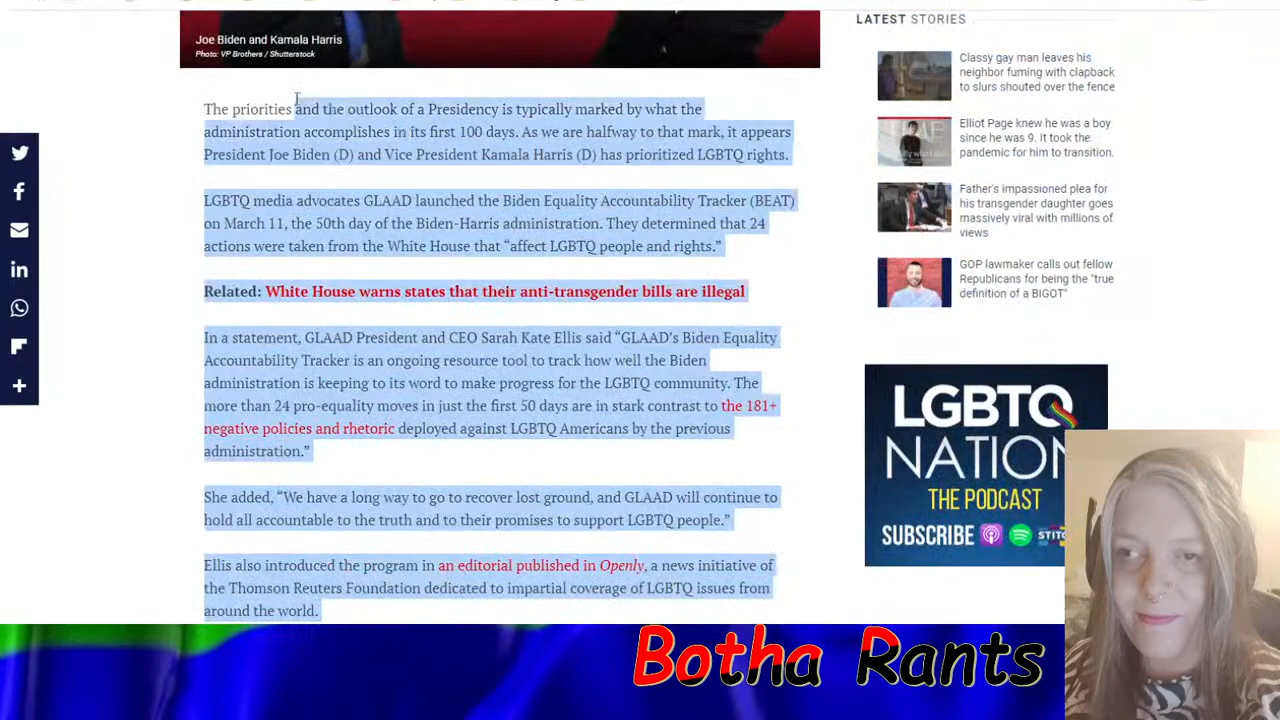 Joe Biden and Kamala Harris
Photo: VP Brothers / Shutterstock
The priorities and the outlook of a Presidency is typically marked by what the
administration accomplishes in its first 100 days. As we are halfway to that mark, it appears
President Joe Biden (D) and Vice President Kamala Harris (D) has prioritized LGBTQ rights.
LGBTQ media advocates GLAAD launched the Biden Equality Accountability Tracker (BEAT)
on March 11, the 50th day of the Biden-Harris administration. They determined that 24
actions were taken from the White House that “affect LGBTQ people and rights.”
Related: White House warns states that their anti-transgender bills are illegal
In a statement, GLAAD President and CEO Sarah Kate Ellis said “GLAAD’s Biden Equality
Accountability Tracker is an ongoing resource tool to track how well the Biden
administration is keeping to its word to make progress for the LGBTQ community. The
more than 24 pro-equality moves in just the first 50 days are in stark contrast to the 181+
negative policies and rhetoric deployed against LGBTQ Americans by the previous
administration.”
She added, “We have a long way to go to recover lost ground, and GLAAD will continue to
hold all accountable to the truth and to their promises to support LGBTQ people.”
Ellis also introduced the program in an editorial published in Openly, a news initiative of
the Thomson Reuters Foundation dedicated to impartial coverage of LGBTQ issues from
around the world.
LATEST STORIES
Classy gay man leaves his
neighbor fuming with clapback
to slurs shouted over the fence
Elliot Page knew he was a boy
since he was 9. It took the
pandemic for him to transition.
Father's impassioned plea for
his transgender daughter goes
massively viral with millions of
views
GOP lawmaker calls out fellow
Republicans for being the "true
definition of a BIGOT"
LGBTQ
NATION
THE PODCAST
SUBSCRIBE
Botha Rants